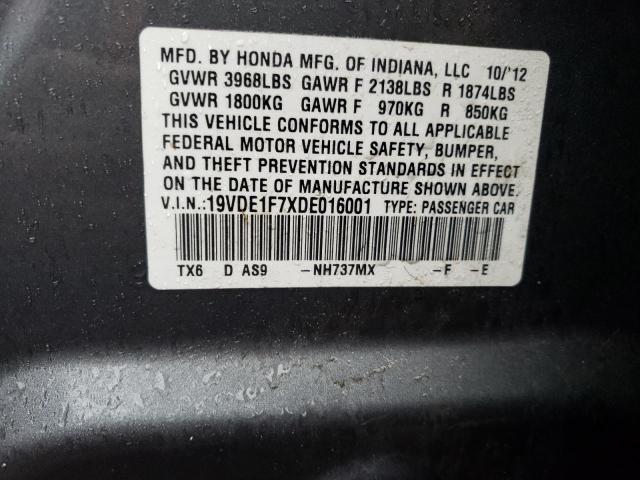 MFD. BY HONDA MFG. OF INDIANA, LLC 10/'12
GVWR 3968LBS GAWR F 2138LBS R 1874LBS
GVWR 1800KG GAWR F 970KG R 850KG
THIS VEHICLE CONFORMS TO ALL APPLICABLE
FEDERAL MOTOR VEHICLE SAFETY, BUMPER,
AND THEFT PREVENTION STANDARDS IN EFFECT
ON THE DATE OF MANUFACTURE SHOWN ABOVE.
V.I.N.: 19VDE1F7XDE016001 TYPE: PASSENGER CAR
TX6 D AS9 -NH737MX -F -E